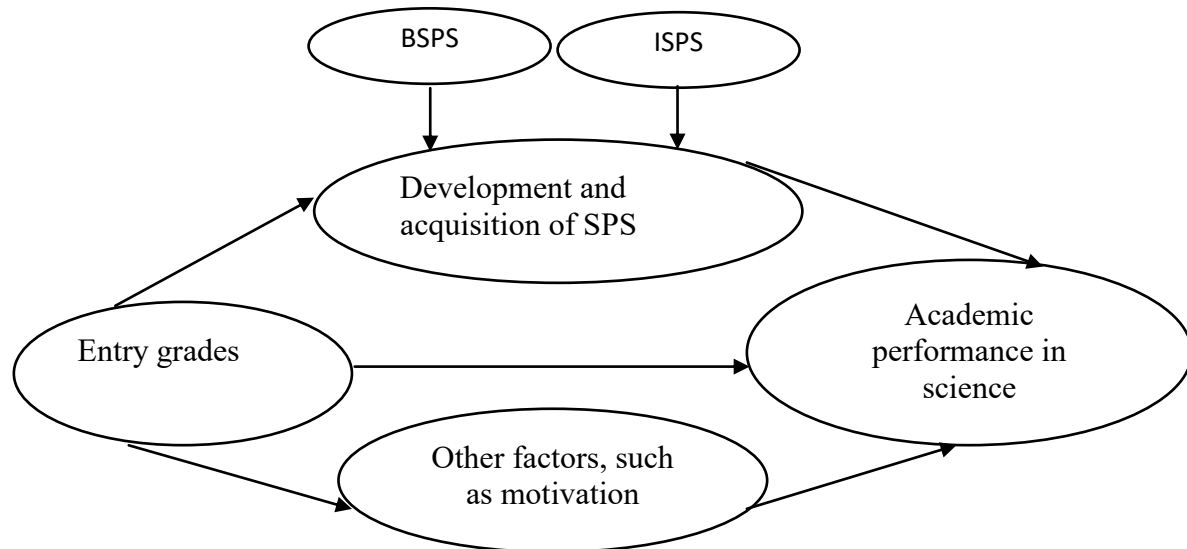 BSPS
ISPS
Development and
acquisition of SPS
Entry grades
Academic
performance in
science
Other factors, such
as motivation